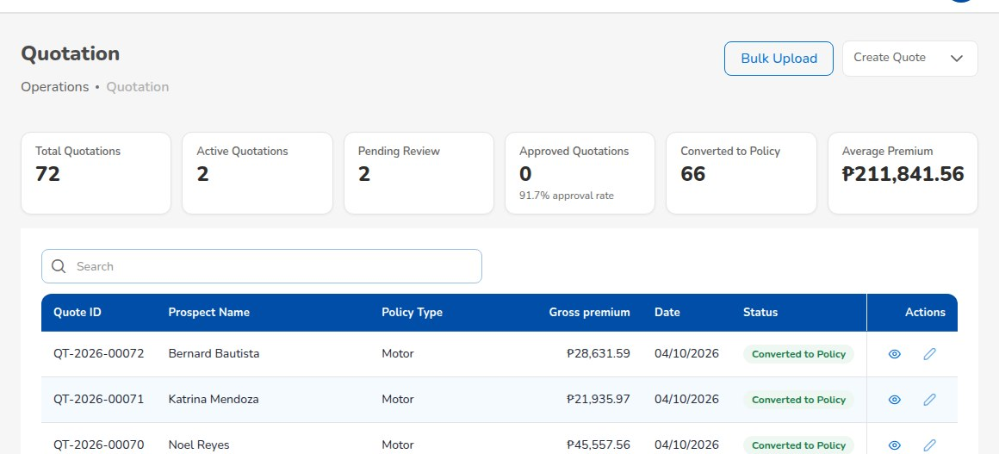 Quotation
Bulk Upload
Create Quote
Operations • Quotation
Total Quotations
72
Active Quotations
2
Pending Review
2
Approved Quotations
0
91.7% approval rate
Converted to Policy
66
Average Premium
₱211,841.56
Search
Quote ID Prospect Name Policy Type Gross premium Date Status Actions
QT-2026-00072 Bernard Bautista Motor ₱28,631.59 04/10/2026 Converted to Policy
QT-2026-00071 Katrina Mendoza Motor ₱21,935.97 04/10/2026 Converted to Policy
QT-2026-00070 Noel Reyes Motor ₱45,557.56 04/10/2026 Converted to Policy